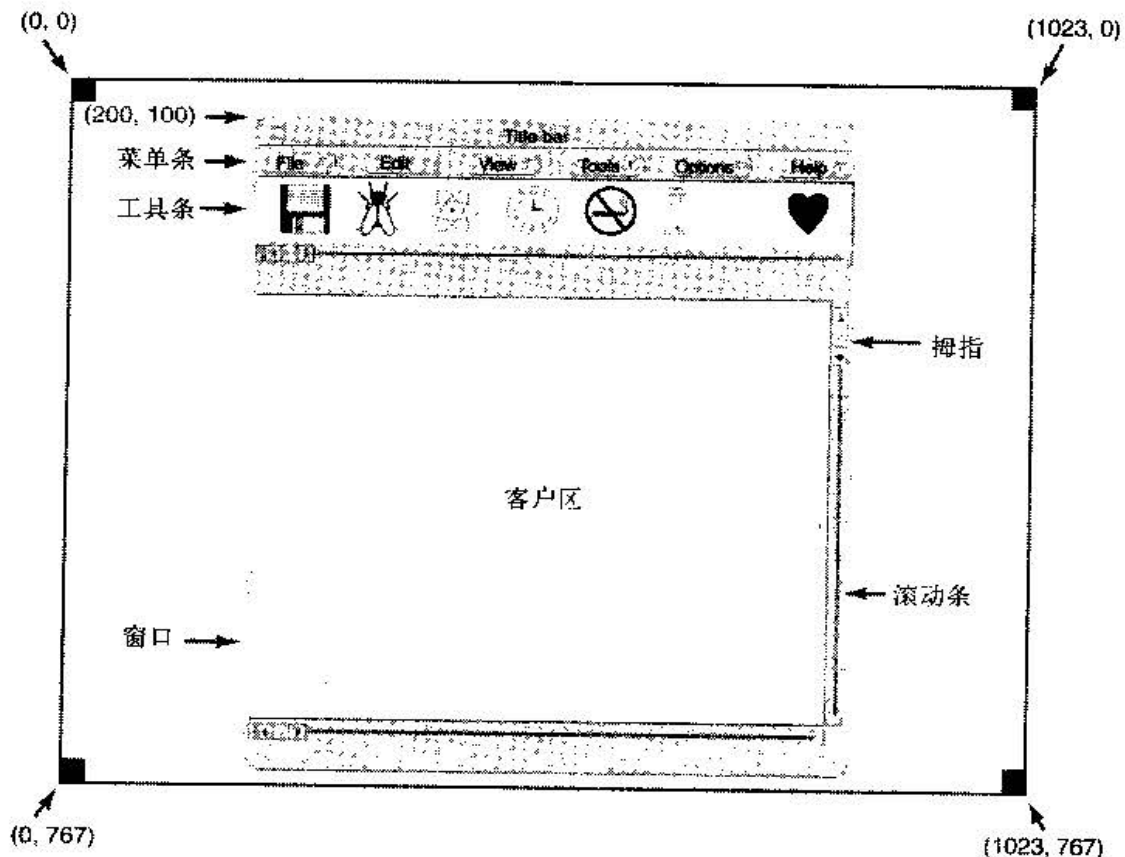 (0, 0)
(1023, 0)
(200, 100)
Title bar
菜单条
File Edit View Tools Options Help
工具条
拇指
客户区
滚动条
窗口
(0, 767)
(1023, 767)